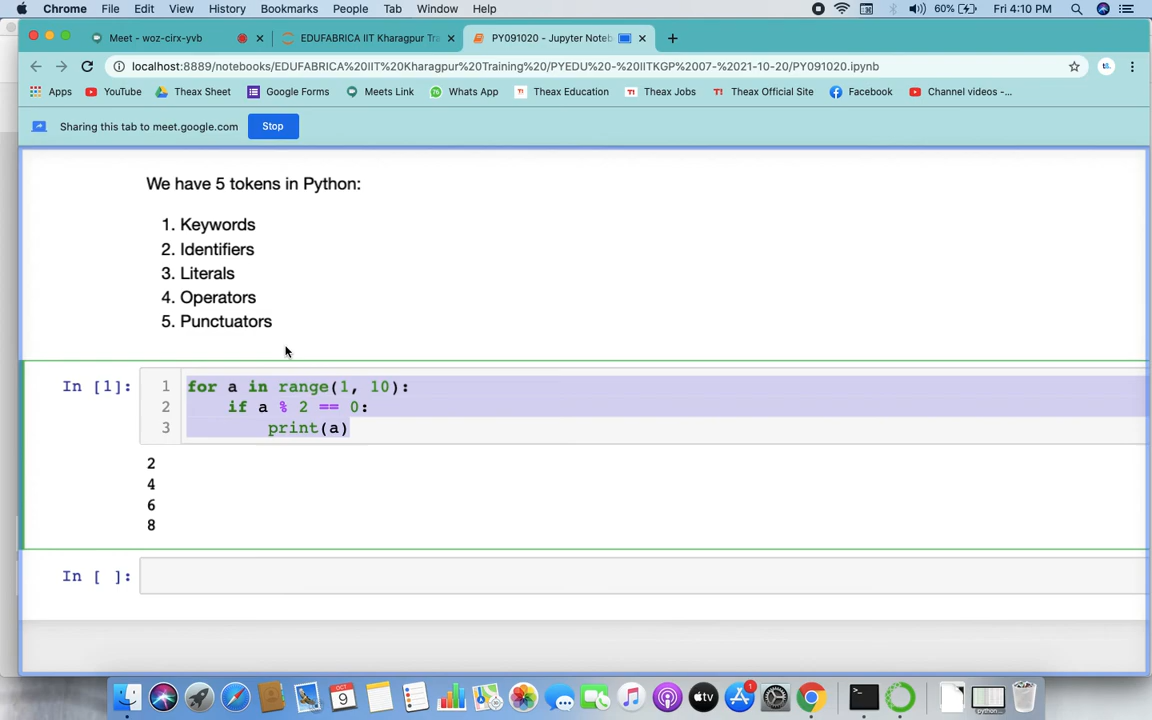 Chrome File Edit View History Bookmarks People Tab Window Help 60% Fri 4:10 PM
Meet - woz-cirx-yvb EDUFABRICA IIT Kharagpur Tra PY091020 - Jupyter Noteb
localhost:8889/notebooks/EDUFABRICA%20IIT%20Kharagpur%20Training%20/PYEDU%20-%20IITKGP%2007-%2021-10-20/PY091020.ipynb
Apps YouTube Theax Sheet Google Forms Meets Link Whats App Theax Education Theax Jobs Theax Official Site Facebook Channel videos -...
Sharing this tab to meet.google.com Stop
We have 5 tokens in Python:
1. Keywords
2. Identifiers
3. Literals
4. Operators
5. Punctuators
In [1]: 1 for a in range(1, 10):
2 if a % 2 == 0:
3 print(a)
2
4
6
8
In [ ]:
OCT
9